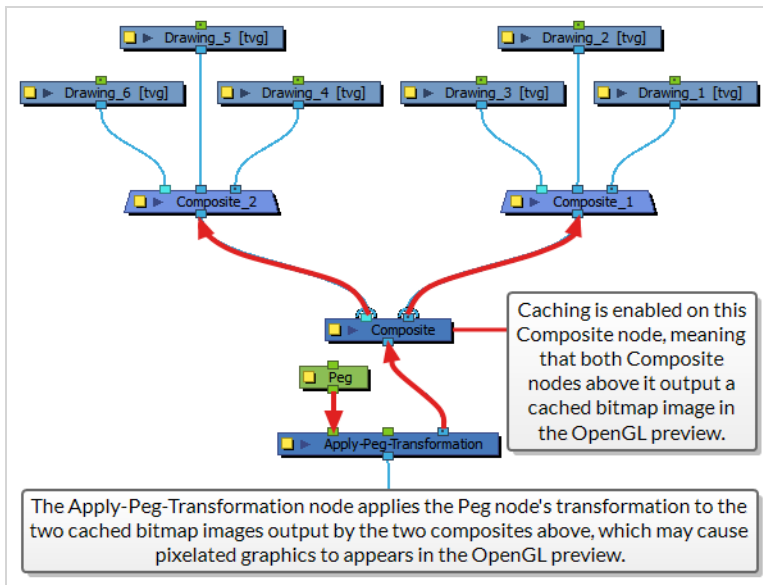 Drawing_5 [tvg]
Drawing_2 [tvg]
Drawing_6 [tvg]
Drawing_4 [tvg]
Drawing_3 [tvg]
Drawing_1 [tvg]
Composite_2
Composite_1
Composite
Caching is enabled on this
Composite node, meaning
that both Composite
nodes above it output a
cached bitmap image in
the OpenGL preview.
Peg
Apply-Peg-Transformation
The Apply-Peg-Transformation node applies the Peg node's transformation to the
two cached bitmap images output by the two composites above, which may cause
pixelated graphics to appears in the OpenGL preview.